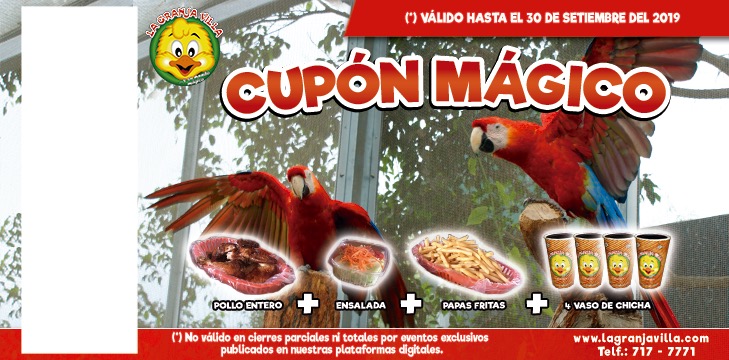 LA GRANJA VILLA
(*) VÁLIDO HASTA EL 30 DE SETIEMBRE DEL 2019
CUPÓN MÁGICO
POLLO ENTERO + ENSALADA + PAPAS FRITAS + 4 VASO DE CHICHA
(*) No válido en cierres parciales ni totales por eventos exclusivos
publicados en nuestras plataformas digitales.
www.lagranjavilla.com
Telf.: 717 - 7771